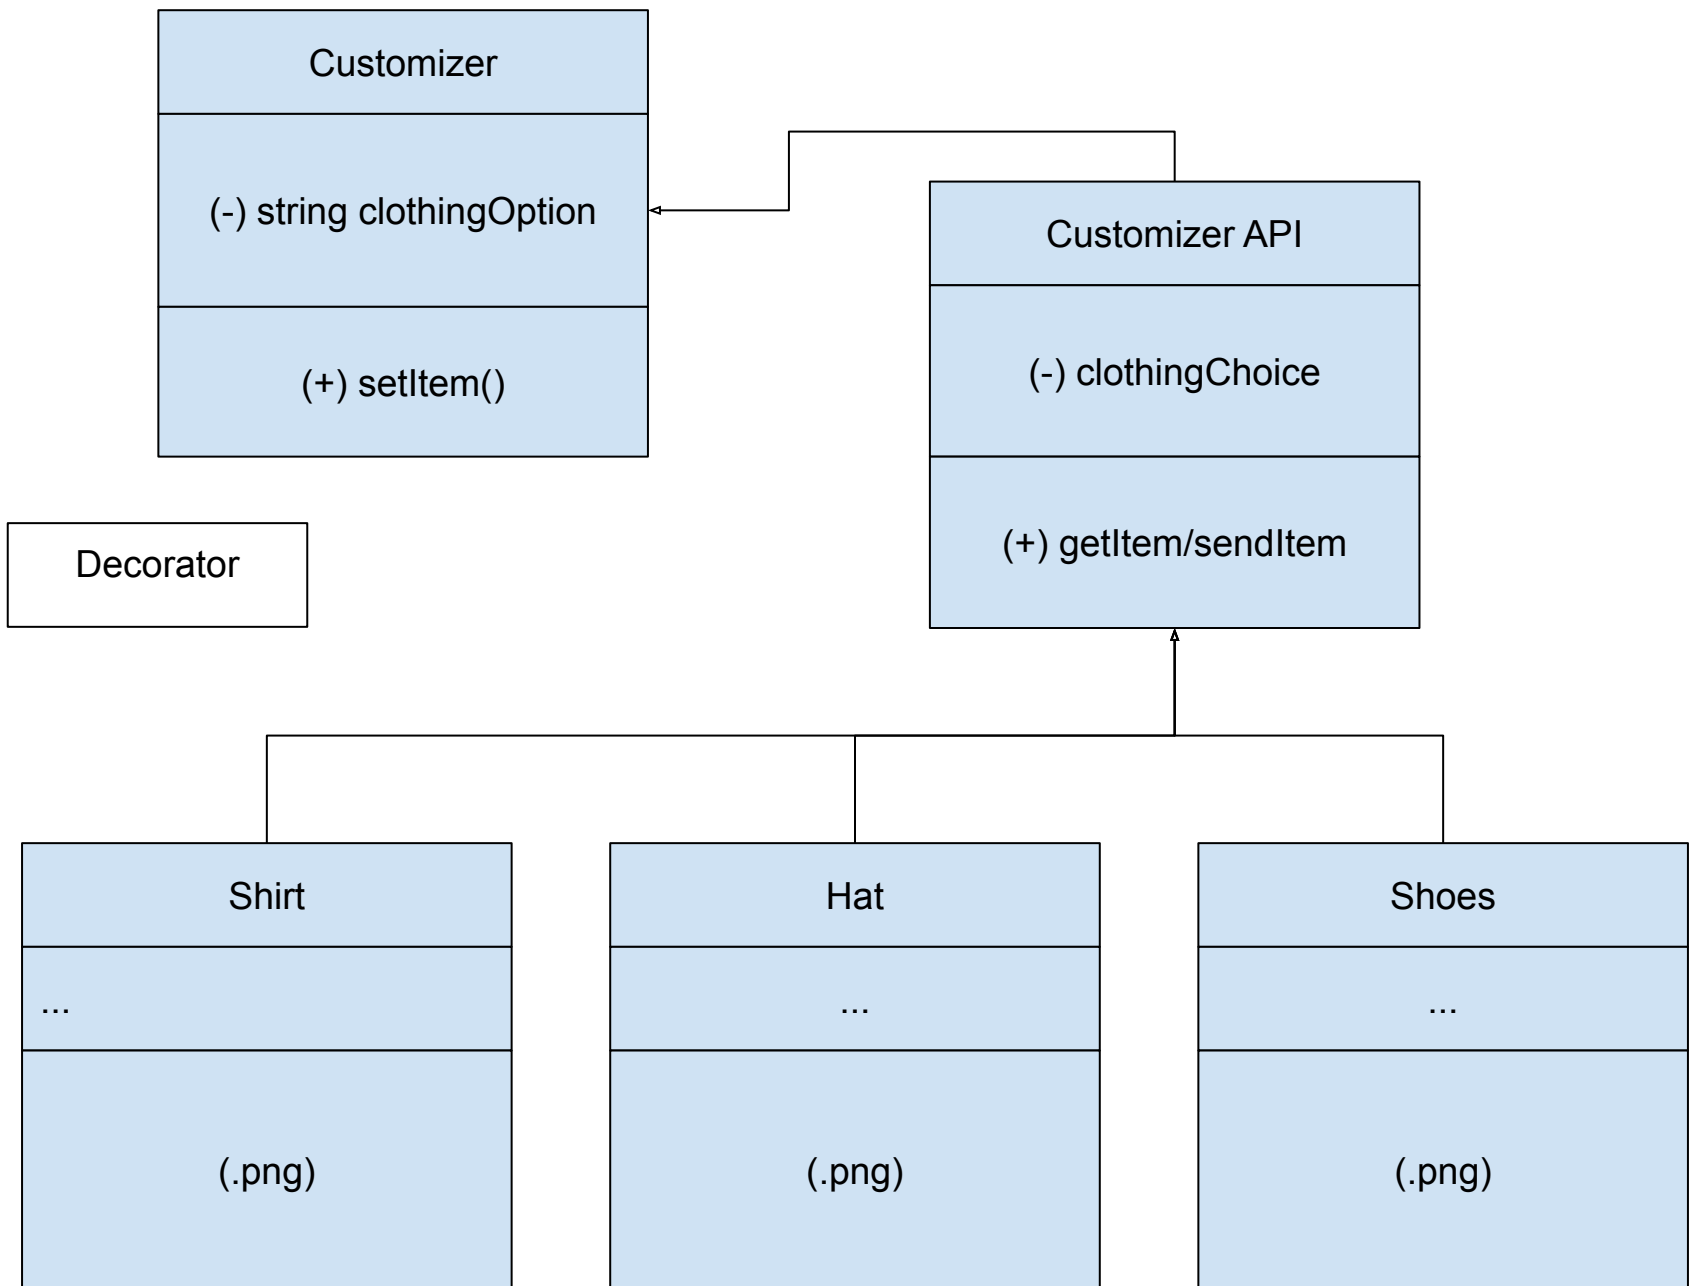 Customizer
(-) string clothingOption
(+) setItem()
Customizer API
(-) clothingChoice
(+) getItem/sendItem
Decorator
Shirt
...
(.png)
Hat
...
(.png)
Shoes
...
(.png)